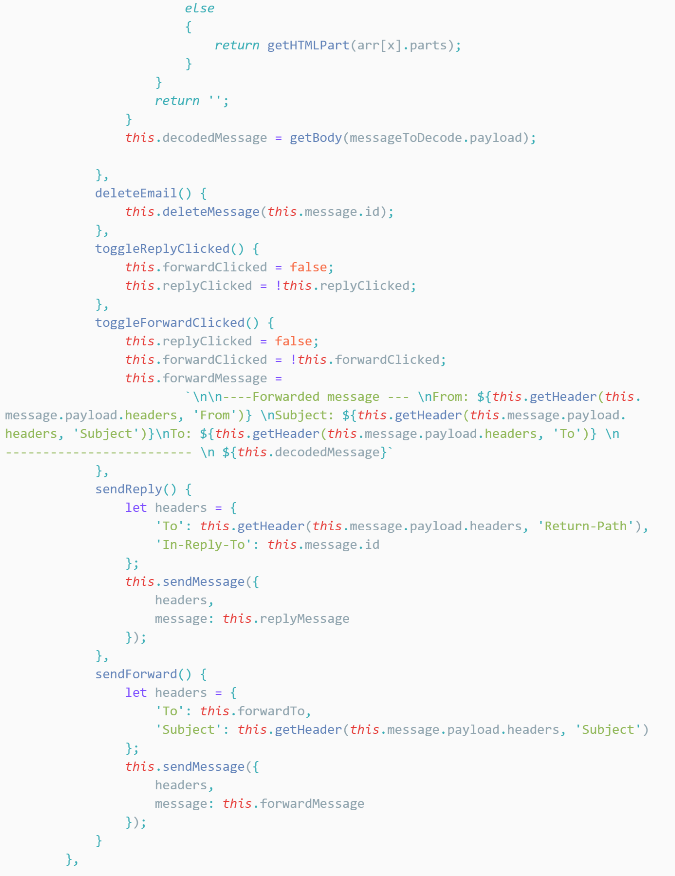 else
{
return getHTMLPart(arr[x].parts);
}
}
return '';
}
this.decodedMessage = getBody(messageToDecode.payload);
},
deleteEmail() {
this.deleteMessage(this.message.id);
},
toggleReplyClicked() {
this.forwardClicked = false;
this.replyClicked = !this.replyClicked;
},
toggleForwardClicked() {
this.replyClicked = false;
this.forwardClicked = !this.forwardClicked;
this.forwardMessage =
`\n\n----Forwarded message --- \nFrom: ${this.getHeader(this.
message.payload.headers, 'From')} \nSubject: ${this.getHeader(this.message.payload.
headers, 'Subject')}\nTo: ${this.getHeader(this.message.payload.headers, 'To')} \n
------------------------- \n ${this.decodedMessage}`
},
sendReply() {
let headers = {
'To': this.getHeader(this.message.payload.headers, 'Return-Path'),
'In-Reply-To': this.message.id
};
this.sendMessage({
headers,
message: this.replyMessage
});
},
sendForward() {
let headers = {
'To': this.forwardTo,
'Subject': this.getHeader(this.message.payload.headers, 'Subject')
};
this.sendMessage({
headers,
message: this.forwardMessage
});
}
},